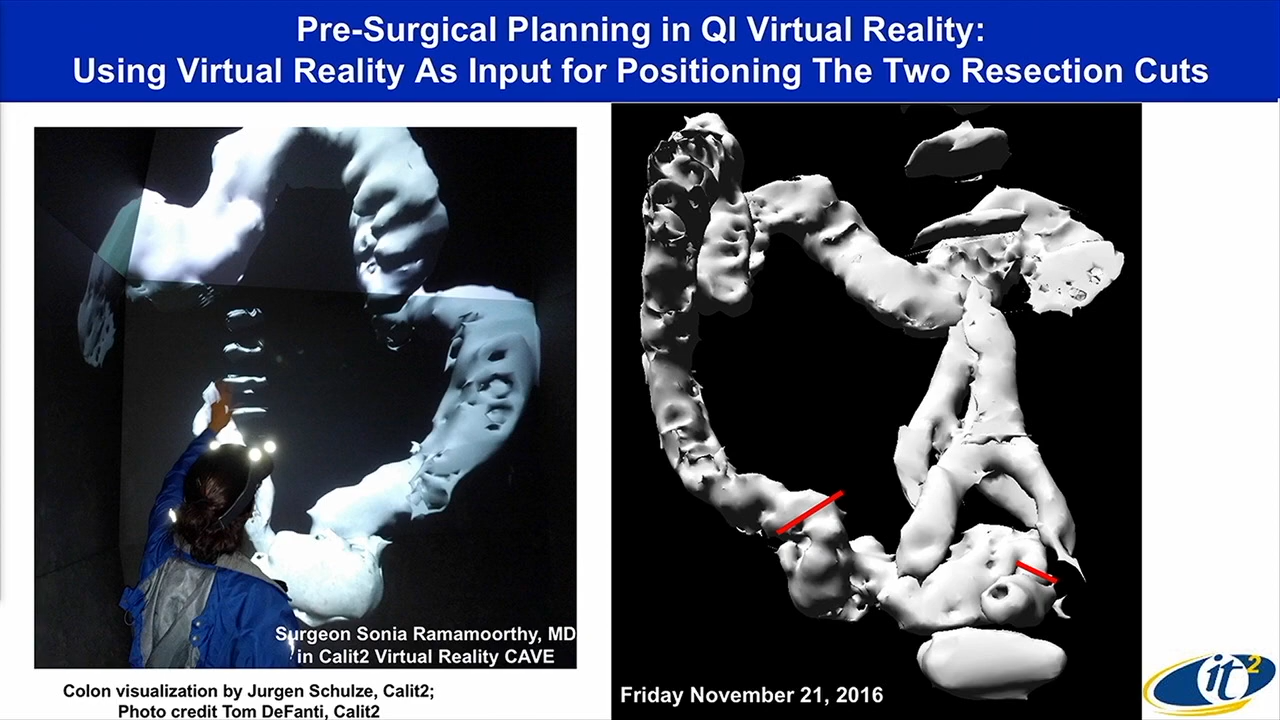 Pre-Surgical Planning in QI Virtual Reality:
Using Virtual Reality As Input for Positioning The Two Resection Cuts
Surgeon Sonia Ramamoorthy, MD
in Calit2 Virtual Reality CAVE
Colon visualization by Jurgen Schulze, Calit2;
Photo credit Tom DeFanti, Calit2
Friday November 21, 2016
it2